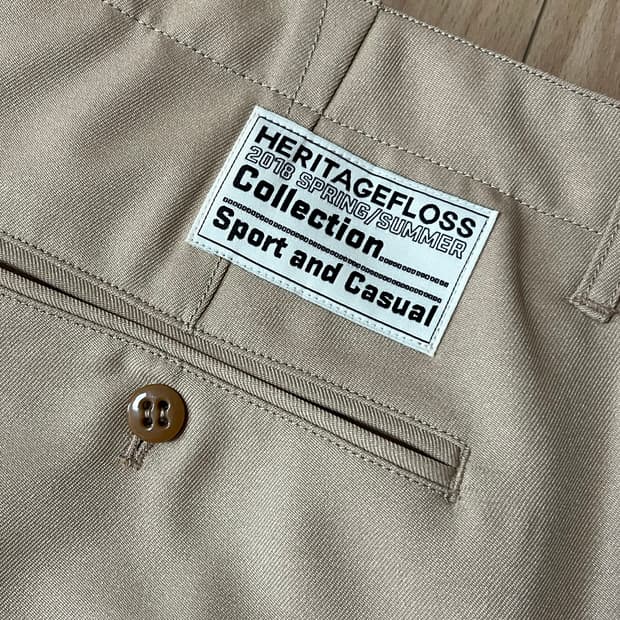 HERITAGEFLOSS
2018 SPRING/SUMMER
Collection
Sport and Casual